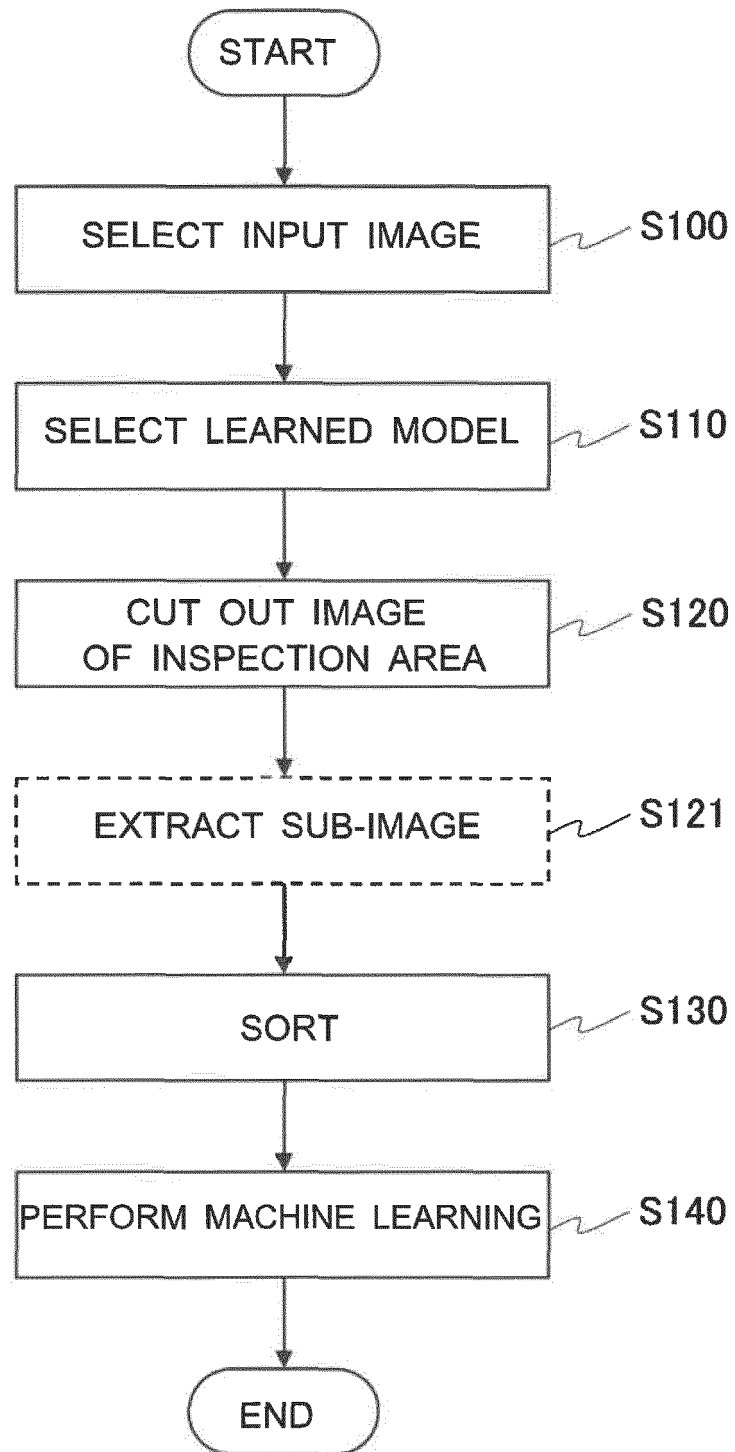 START
SELECT INPUT IMAGE
S100
SELECT LEARNED MODEL
S110
CUT OUT IMAGE
OF INSPECTION AREA
S120
EXTRACT SUB-IMAGE
S121
SORT
S130
PERFORM MACHINE LEARNING
S140
END